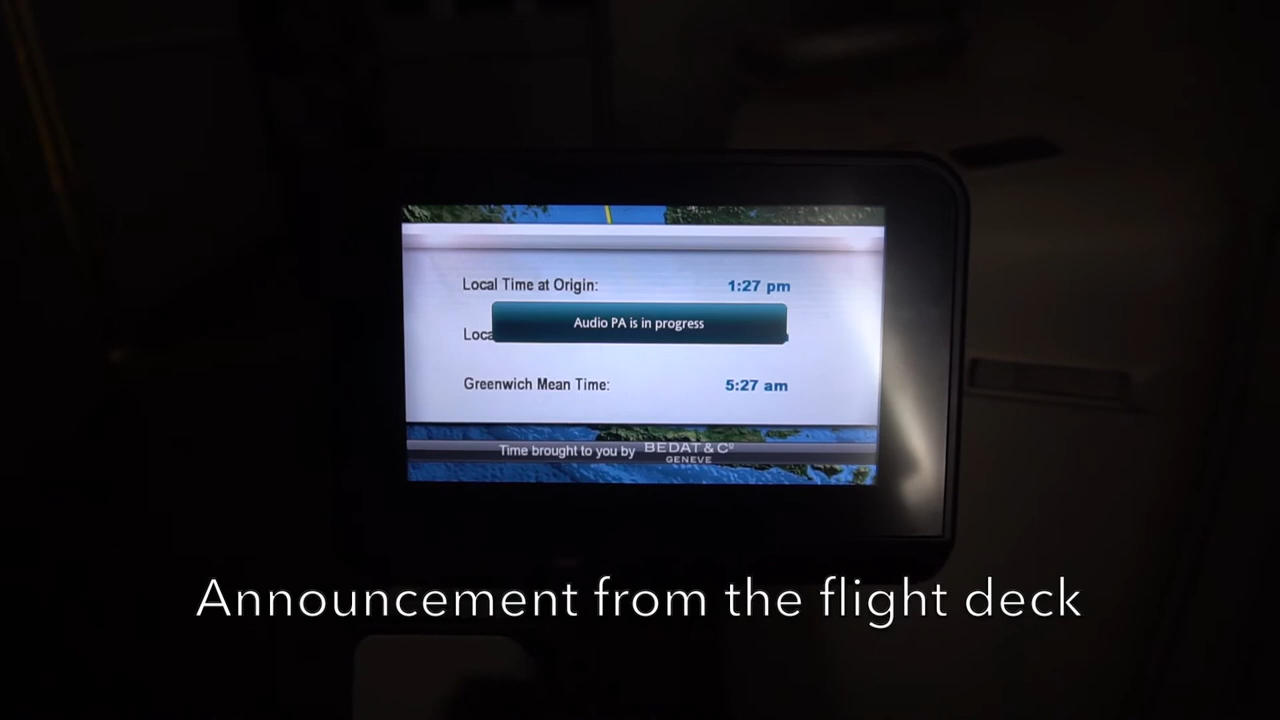 Local Time at Origin: 1:27 pm
Audio PA is in progress
Loca
Greenwich Mean Time: 5:27 am
Time brought to you by BEDAT & Cº
GENEVE
Announcement from the flight deck